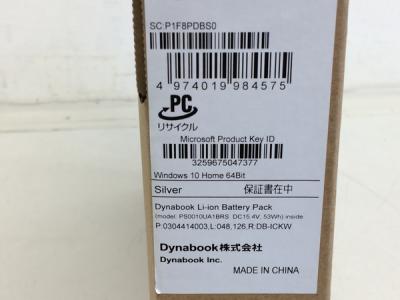 SC:P1F8PDBS0
4 974019 984575
PC
リサイクル
Microsoft Product Key ID
3259675047377
Windows 10 Home 64Bit
Silver 保証書在中
Dynabook Li-ion Battery Pack
(model: PS0010UA1BRS DC15.4V, 53Wh) inside
P:0304414003,L:048,126,R:DB-ICKW
Dynabook株式会社
Dynabook Inc.
MADE IN CHINA